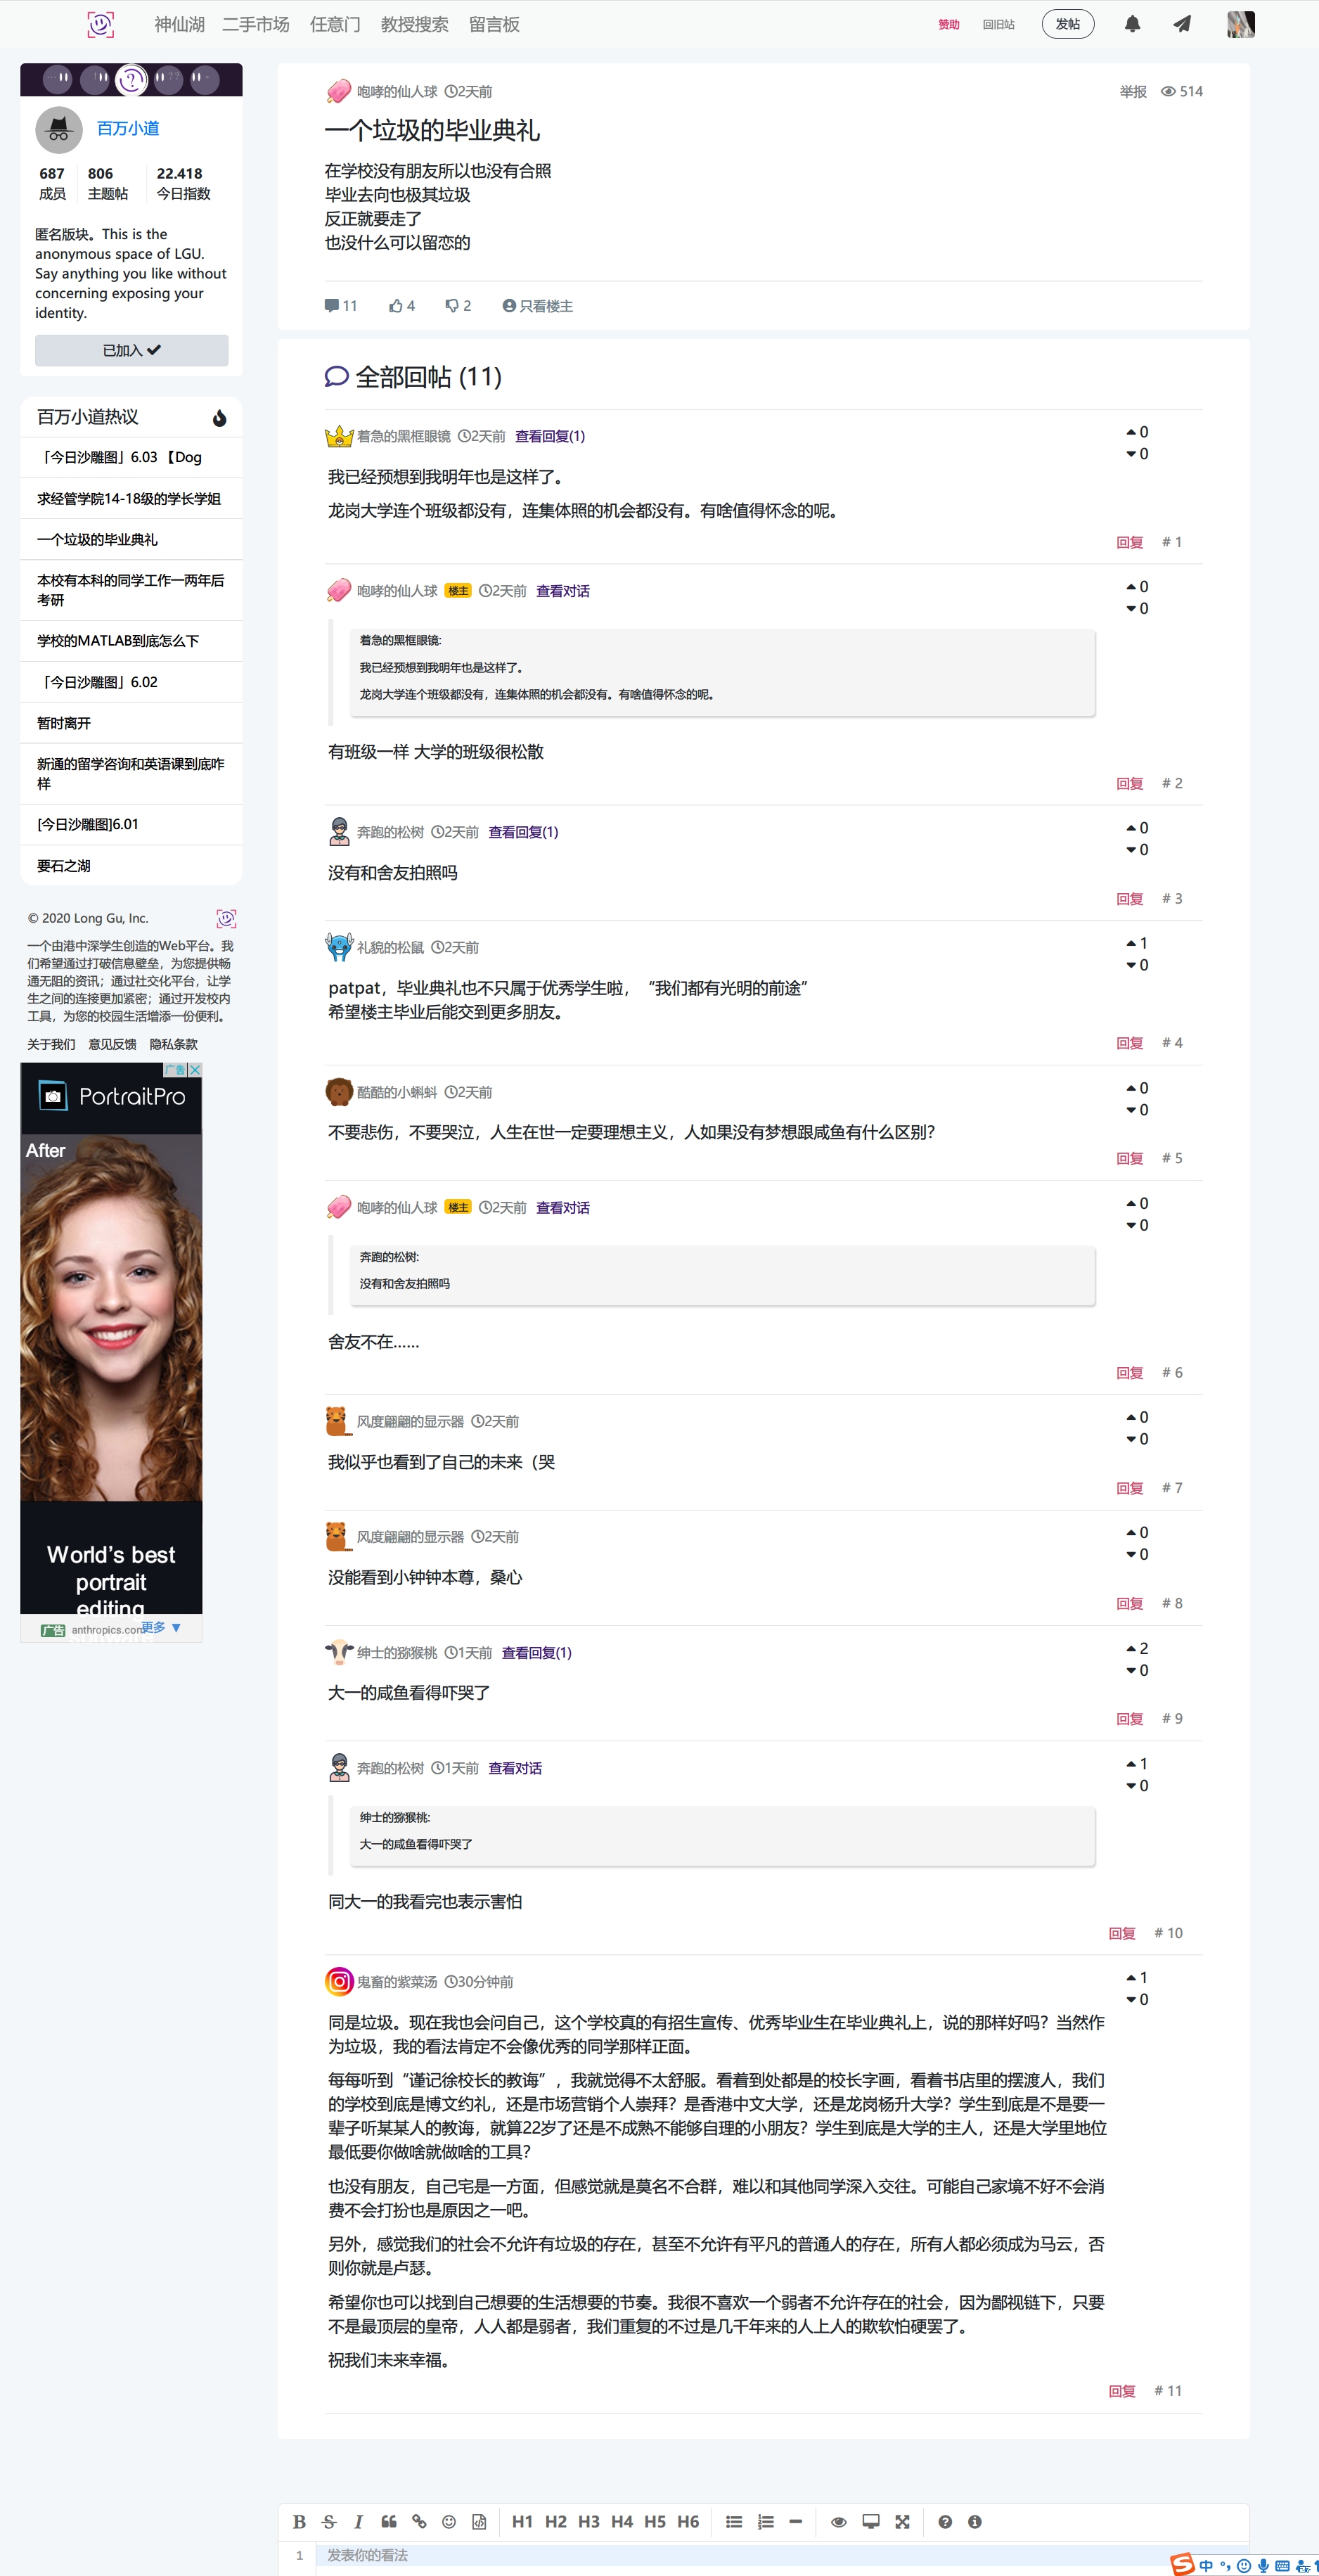 神仙湖 二手市场 任意门 教授搜索 留言板 赞助 回旧站 发帖
百万小道
687 806 22.418
成员 主题帖 今日指数
匿名版块。This is the
anonymous space of LGU.
Say anything you like without
concerning exposing your
identity.
已加入
百万小道热议
「今日沙雕图」6.03 【Dog
求经管学院14-18级的学长学姐
一个垃圾的毕业典礼
本校有本科的同学工作一两年后
考研
学校的MATLAB到底怎么下
「今日沙雕图」6.02
暂时离开
新通的留学咨询和英语课到底咋
样
[今日沙雕图]6.01
要石之湖
© 2020 Long Gu, Inc.
一个由港中深学生创造的Web平台。我
们希望通过打破信息壁垒，为您提供畅
通无阻的资讯；通过社交化平台，让学
生之间的连接更加紧密；通过开发校内
工具，为您的校园生活增添一份便利。
关于我们 意见反馈 隐私条款
广告
PortraitPro
After
World's best
portrait
editing
广告 anthropics.com 更多 ▼
咆哮的仙人球 2天前 举报 514
一个垃圾的毕业典礼
在学校没有朋友所以也没有合照
毕业去向也极其垃圾
反正就要走了
也没什么可以留恋的
11 4 2 只看楼主
全部回帖 (11)
着急的黑框眼镜 2天前 查看回复(1) 0
0
我已经预想到我明年也是这样了。
龙岗大学连个班级都没有，连集体照的机会都没有。有啥值得怀念的呢。
回复 # 1
咆哮的仙人球 楼主 2天前 查看对话 0
0
着急的黑框眼镜:
我已经预想到我明年也是这样了。
龙岗大学连个班级都没有，连集体照的机会都没有。有啥值得怀念的呢。
有班级一样 大学的班级很松散
回复 # 2
奔跑的松树 2天前 查看回复(1) 0
0
没有和舍友拍照吗
回复 # 3
礼貌的松鼠 2天前 1
0
patpat，毕业典礼也不只属于优秀学生啦，“我们都有光明的前途”
希望楼主毕业后能交到更多朋友。
回复 # 4
酷酷的小蝌蚪 2天前 0
0
不要悲伤，不要哭泣，人生在世一定要理想主义，人如果没有梦想跟咸鱼有什么区别？
回复 # 5
咆哮的仙人球 楼主 2天前 查看对话 0
0
奔跑的松树:
没有和舍友拍照吗
舍友不在……
回复 # 6
风度翩翩的显示器 2天前 0
0
我似乎也看到了自己的未来（哭
回复 # 7
风度翩翩的显示器 2天前 0
0
没能看到小钟钟本尊，桑心
回复 # 8
绅士的猕猴桃 1天前 查看回复(1) 2
0
大一的咸鱼看得吓哭了
回复 # 9
奔跑的松树 1天前 查看对话 1
0
绅士的猕猴桃:
大一的咸鱼看得吓哭了
同大一的我看完也表示害怕
回复 # 10
鬼畜的紫菜汤 30分钟前 1
0
同是垃圾。现在我也会问自己，这个学校真的有招生宣传、优秀毕业生在毕业典礼上，说的那样好吗？当然作
为垃圾，我的看法肯定不会像优秀的同学那样正面。
每每听到“谨记徐校长的教诲”，我就觉得不太舒服。看着到处都是的校长字画，看着书店里的摆渡人，我们
的学校到底是博文约礼，还是市场营销个人崇拜？是香港中文大学，还是龙岗杨升大学？学生到底是不是要一
辈子听某某人的教诲，就算22岁了还是不成熟不能够自理的小朋友？学生到底是大学的主人，还是大学里地位
最低要你做啥就做啥的工具？
也没有朋友，自己宅是一方面，但感觉就是莫名不合群，难以和其他同学深入交往。可能自己家境不好不会消
费不会打扮也是原因之一吧。
另外，感觉我们的社会不允许有垃圾的存在，甚至不允许有平凡的普通人的存在，所有人都必须成为马云，否
则你就是卢瑟。
希望你也可以找到自己想要的生活想要的节奏。我很不喜欢一个弱者不允许存在的社会，因为鄙视链下，只要
不是最顶层的皇帝，人人都是弱者，我们重复的不过是几千年来的人上人的欺软怕硬罢了。
祝我们未来幸福。
回复 # 11
B S I H1 H2 H3 H4 H5 H6
1 发表你的看法
S 中